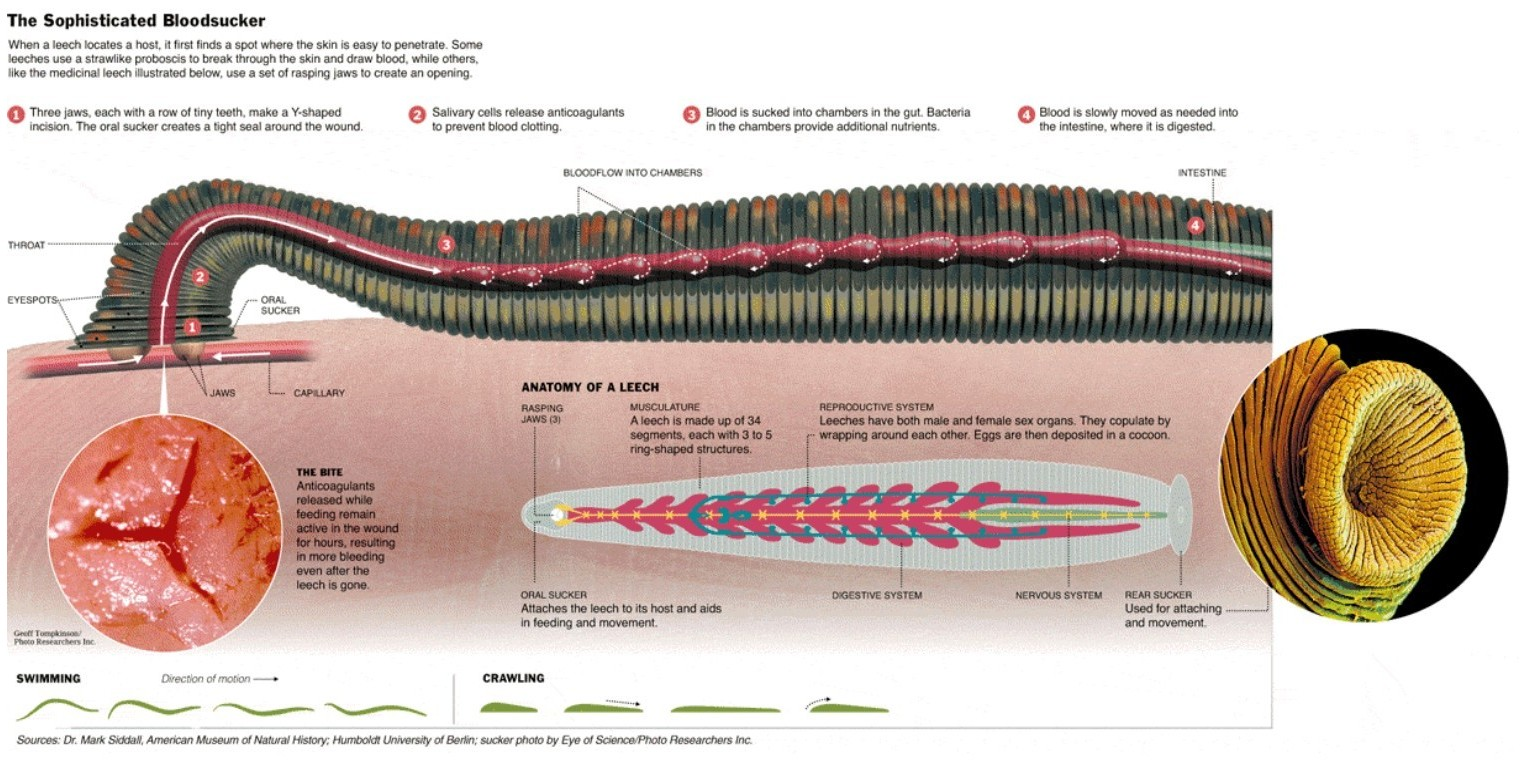 The Sophisticated Bloodsucker
When a leech locates a host, it first finds a spot where the skin is easy to penetrate. Some
leeches use a strawlike proboscis to break through the skin and draw blood, while others,
like the medicinal leech illustrated below, use a set of rasping jaws to create an opening.
1 Three jaws, each with a row of tiny teeth, make a Y-shaped
incision. The oral sucker creates a tight seal around the wound.
2 Salivary cells release anticoagulants
to prevent blood clotting.
3 Blood is sucked into chambers in the gut. Bacteria
in the chambers provide additional nutrients.
4 Blood is slowly moved as needed into
the intestine, where it is digested.
BLOODFLOW INTO CHAMBERS
INTESTINE
4
THROAT
3
2
EYESPOTS
ORAL
SUCKER
1
JAWS
CAPILLARY
THE BITE
Anticoagulants
released while
feeding remain
active in the wound
for hours, resulting
in more bleeding
even after the
leech is gone.
Geoff Tompkinson/
Photo Researchers Inc.
ANATOMY OF A LEECH
RASPING
JAWS (3)
MUSCULATURE
A leech is made up of 34
segments, each with 3 to 5
ring-shaped structures.
REPRODUCTIVE SYSTEM
Leeches have both male and female sex organs. They copulate by
wrapping around each other. Eggs are then deposited in a cocoon.
ORAL SUCKER
Attaches the leech to its host and aids
in feeding and movement.
DIGESTIVE SYSTEM
NERVOUS SYSTEM
REAR SUCKER
Used for attaching
and movement.
SWIMMING
Direction of motion
CRAWLING
Sources: Dr. Mark Siddall, American Museum of Natural History; Humboldt University of Berlin; sucker photo by Eye of Science/Photo Researchers Inc.